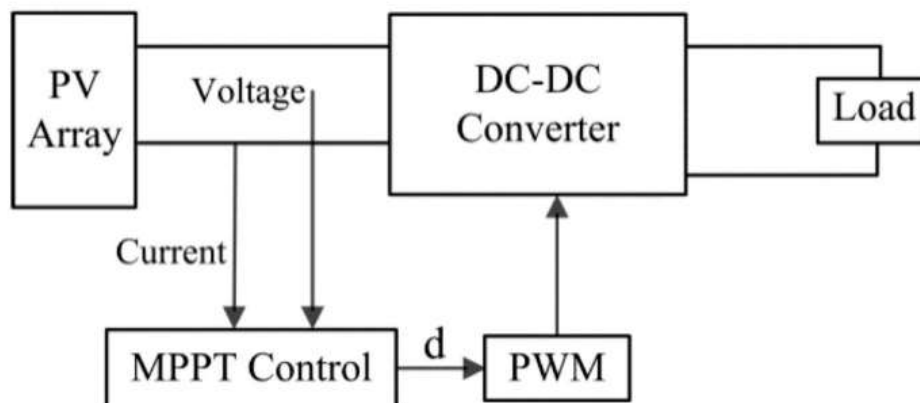 PV
Array
Voltage
DC-DC
Converter
Load
Current
MPPT Control
d
PWM